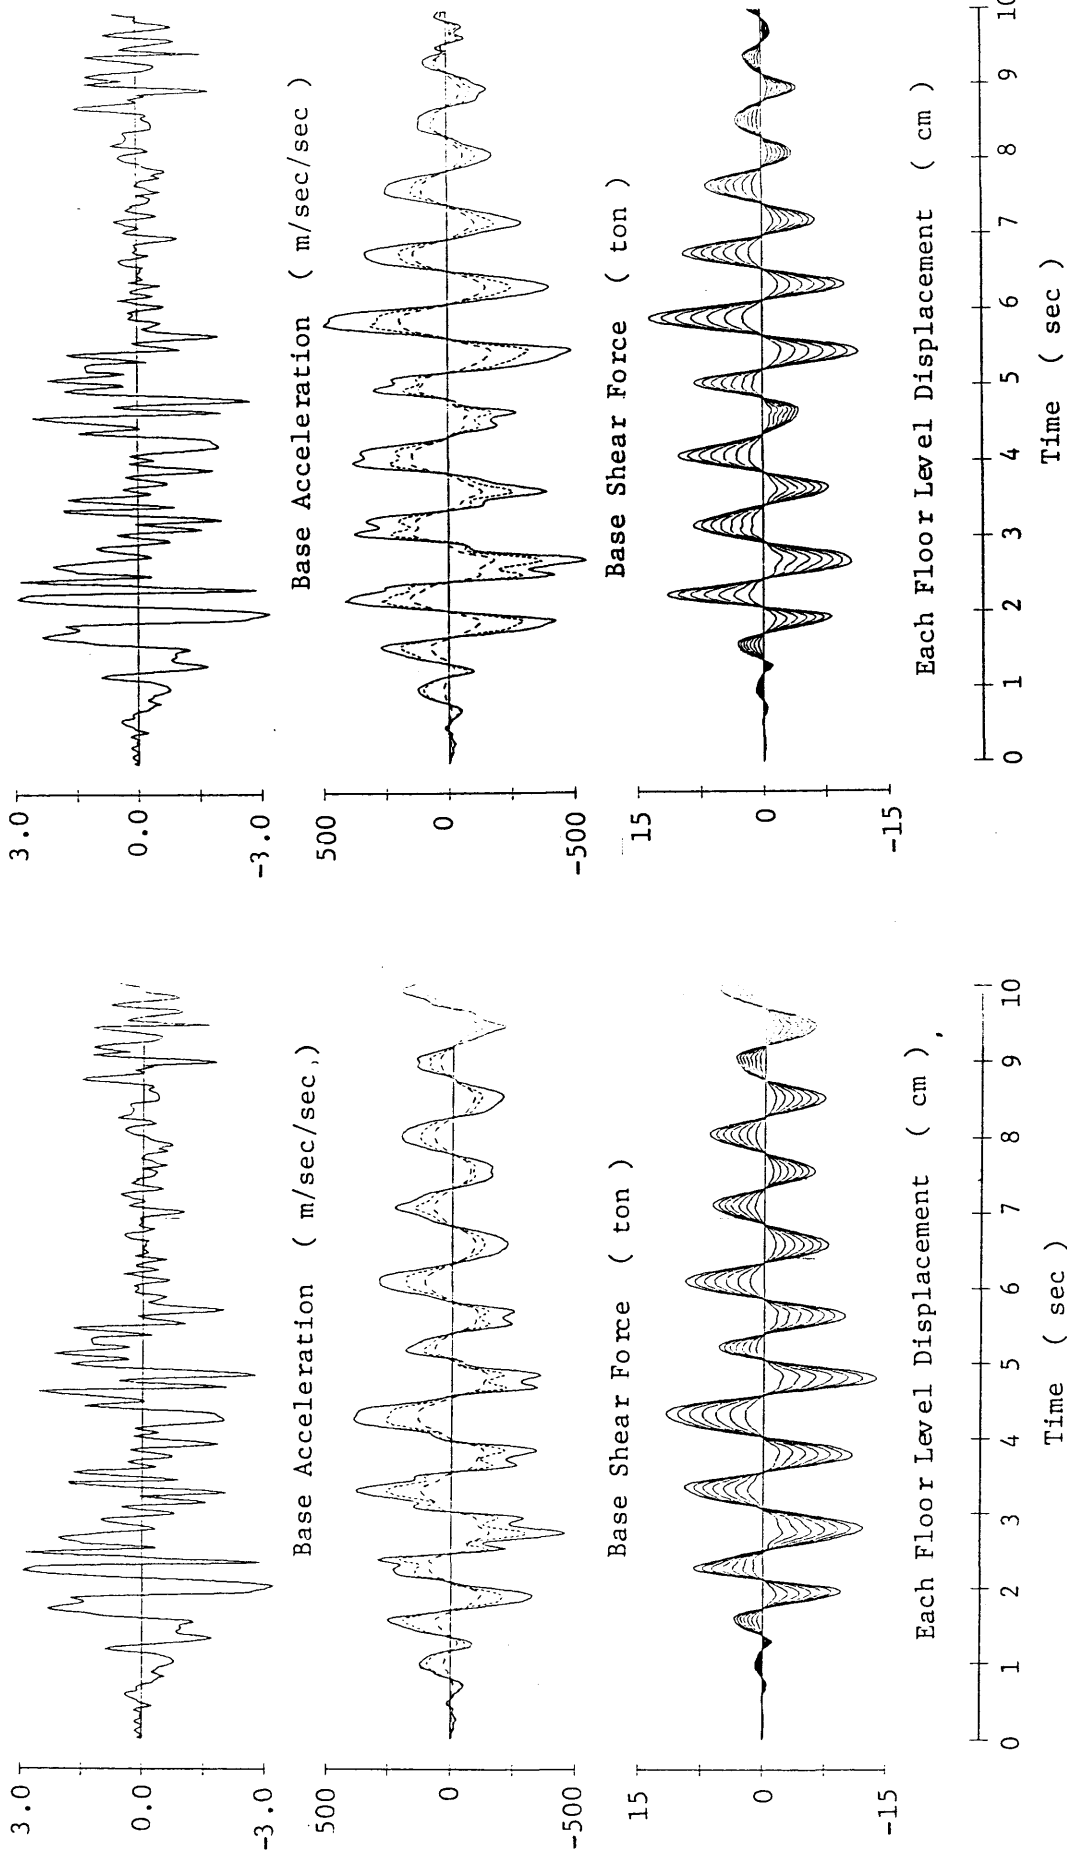 3.0
0.0
-3.0
Base Acceleration ( m/sec/sec )
500
0
-500
Base Shear Force ( ton )
15
0
-15
Each Floor Level Displacement ( cm )
0 1 2 3 4 5 6 7 8 9 10
Time ( sec )
3.0
0.0
-3.0
Base Acceleration ( m/sec/sec )
500
0
-500
Base Shear Force ( ton )
15
0
-15
Each Floor Level Displacement ( cm )
0 1 2 3 4 5 6 7 8 9 10
Time ( sec )